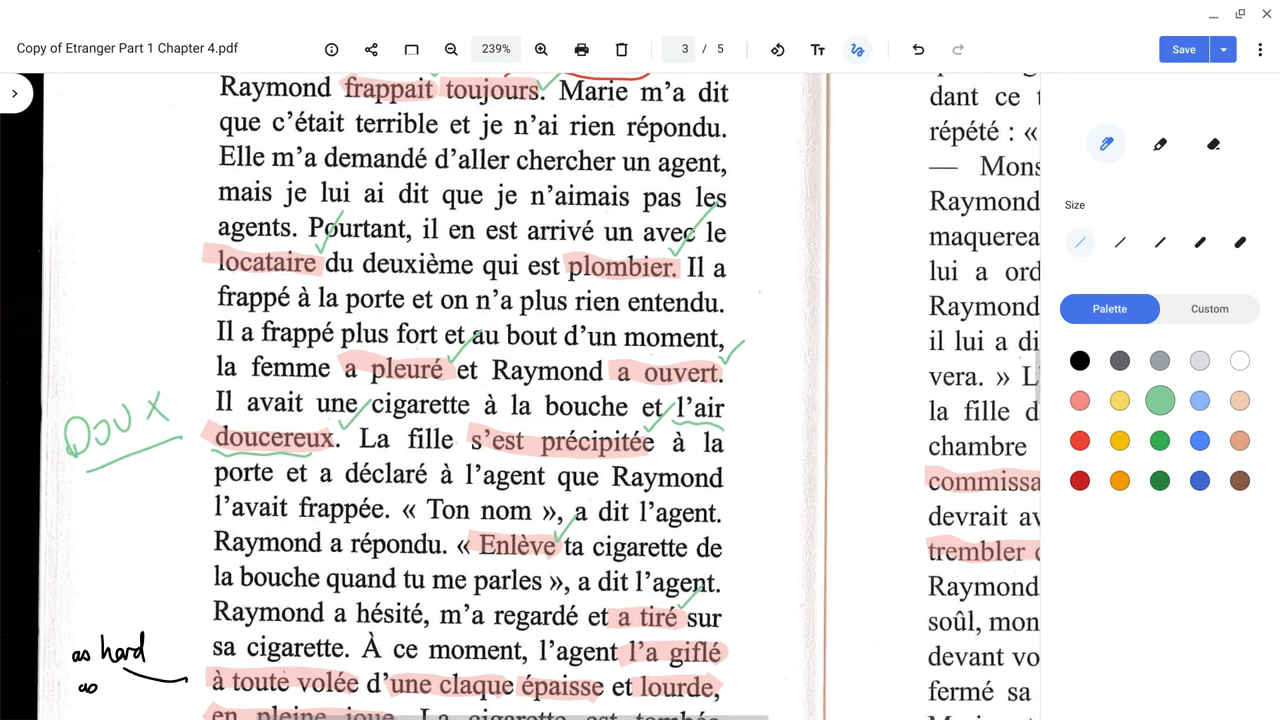 Copy of Etranger Part 1 Chapter 4.pdf
239%
3 / 5
Save
Raymond frappait toujours. Marie m’a dit
que c’était terrible et je n’ai rien répondu.
Elle m’a demandé d’aller chercher un agent,
mais je lui ai dit que je n’aimais pas les
agents. Pourtant, il en est arrivé un avec le
locataire du deuxième qui est plombier. Il a
frappé à la porte et on n’a plus rien entendu.
Il a frappé plus fort et au bout d’un moment,
la femme a pleuré et Raymond a ouvert.
Il avait une cigarette à la bouche et l’air
doucereux. La fille s’est précipitée à la
porte et a déclaré à l’agent que Raymond
l’avait frappée. « Ton nom », a dit l’agent.
Raymond a répondu. « Enlève ta cigarette de
la bouche quand tu me parles », a dit l’agent.
Raymond a hésité, m’a regardé et a tiré sur
sa cigarette. À ce moment, l’agent l’a giflé
à toute volée d’une claque épaisse et lourde,
en pleine joue. La cigarette est tombée
DOUX
as hard
as
dant ce
répété : «
— Mons
Raymond
maquerea
lui a ord
Raymond
il lui a di
vera. » L
la fille d
chambre
commissa
devrait av
trembler
Raymond
soûl, mon
devant vo
fermé sa
Size
Palette
Custom